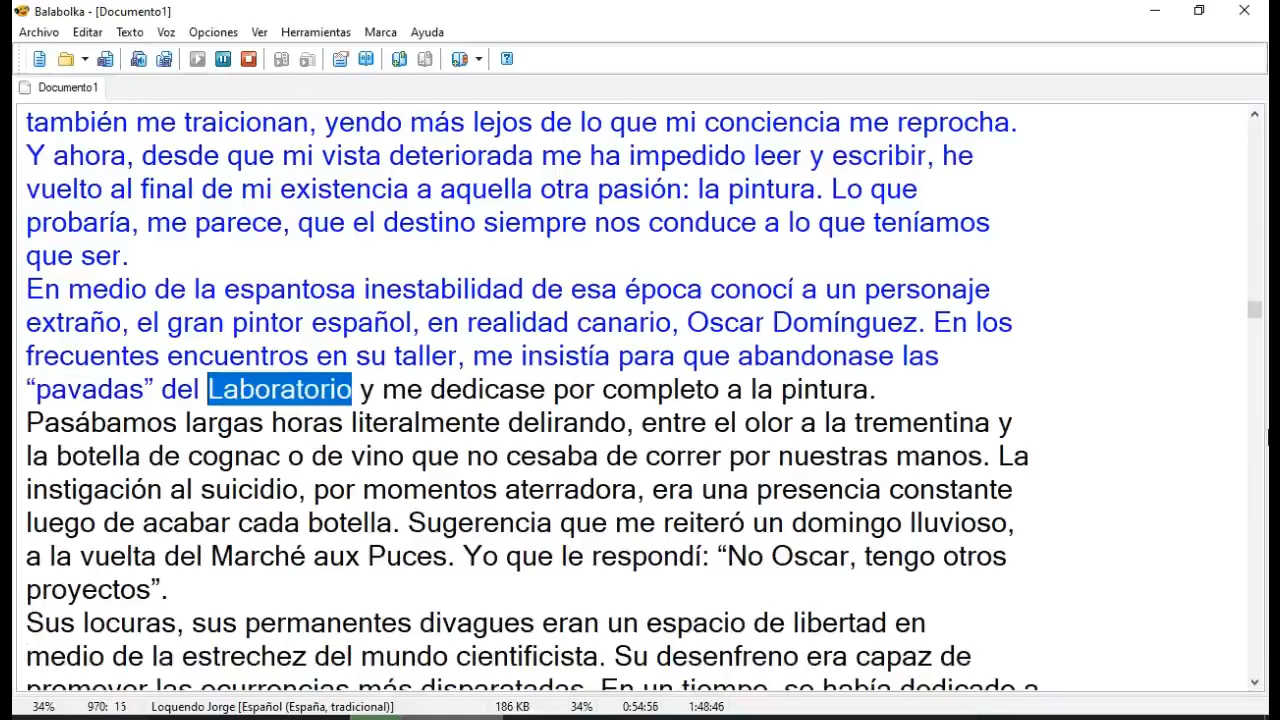 Balabolka - [Documento1]
Archivo Editar Texto Voz Opciones Ver Herramientas Marca Ayuda
Documento1
también me traicionan, yendo más lejos de lo que mi conciencia me reprocha.
Y ahora, desde que mi vista deteriorada me ha impedido leer y escribir, he
vuelto al final de mi existencia a aquella otra pasión: la pintura. Lo que
probaría, me parece, que el destino siempre nos conduce a lo que teníamos
que ser.
En medio de la espantosa inestabilidad de esa época conocí a un personaje
extraño, el gran pintor español, en realidad canario, Oscar Domínguez. En los
frecuentes encuentros en su taller, me insistía para que abandonase las
“pavadas” del Laboratorio y me dedicase por completo a la pintura.
Pasábamos largas horas literalmente delirando, entre el olor a la trementina y
la botella de cognac o de vino que no cesaba de correr por nuestras manos. La
instigación al suicidio, por momentos aterradora, era una presencia constante
luego de acabar cada botella. Sugerencia que me reiteró un domingo lluvioso,
a la vuelta del Marché aux Puces. Yo que le respondí: “No Oscar, tengo otros
proyectos”.
Sus locuras, sus permanentes divagues eran un espacio de libertad en
medio de la estrechez del mundo cientificista. Su desenfreno era capaz de
promover las ocurrencias más disparatadas. En un tiempo, se había dedicado a
34% 970: 15 Loquendo Jorge [Español (España, tradicional)] 186 KB 34% 0:54:56 1:48:46